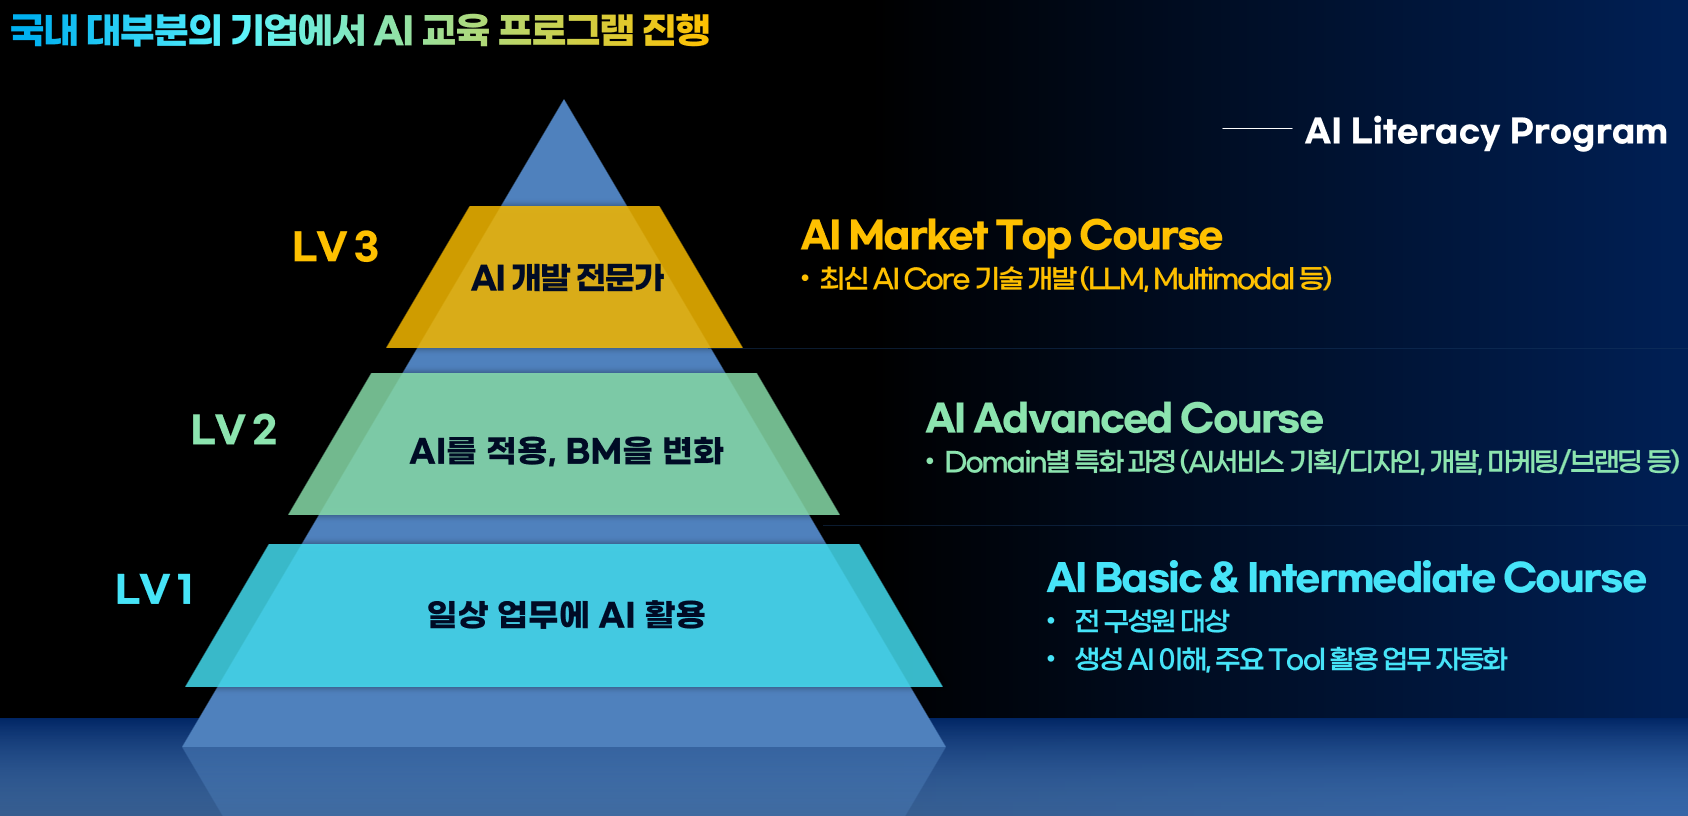 국내 대부분의 기업에서 AI 교육 프로그램 진행
AI Literacy Program
LV 3
AI 개발 전문가
AI Market Top Course
• 최신 AI Core 기술 개발 (LLM, Multimodal 등)
LV 2
AI를 적용, BM을 변화
AI Advanced Course
• Domain별 특화 과정 (AI서비스 기획/디자인, 개발, 마케팅/브랜딩 등)
LV 1
일상 업무에 AI 활용
AI Basic & Intermediate Course
• 전 구성원 대상
• 생성 AI 이해, 주요 Tool 활용 업무 자동화